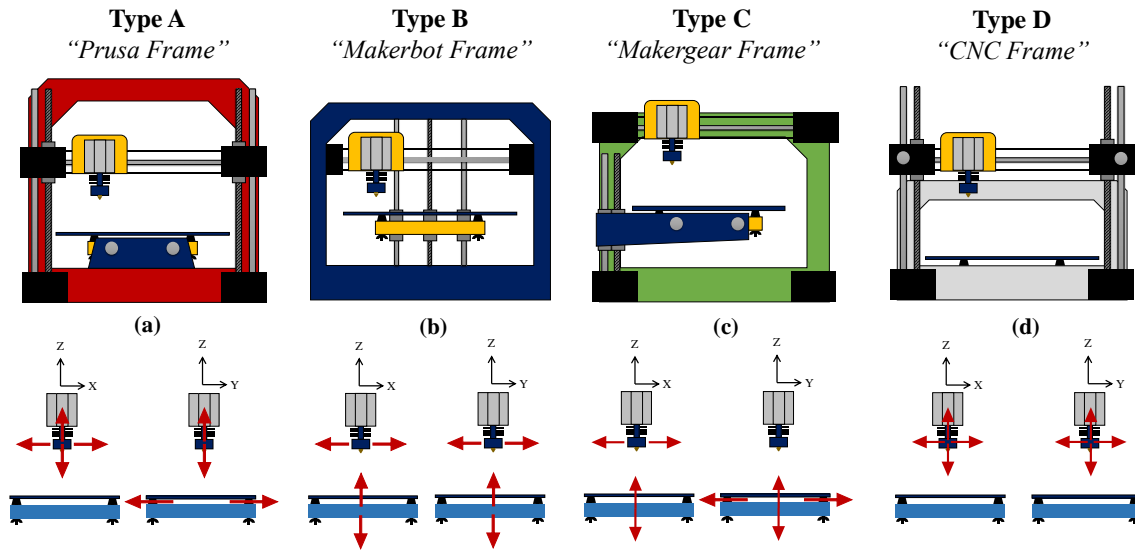 Type A
“Prusa Frame”
Type B
“Makerbot Frame”
Type C
“Makergear Frame”
Type D
“CNC Frame”
(a)
(b)
(c)
(d)
Z
X
Z
Y
Z
X
Z
Y
Z
X
Z
Y
Z
X
Z
Y